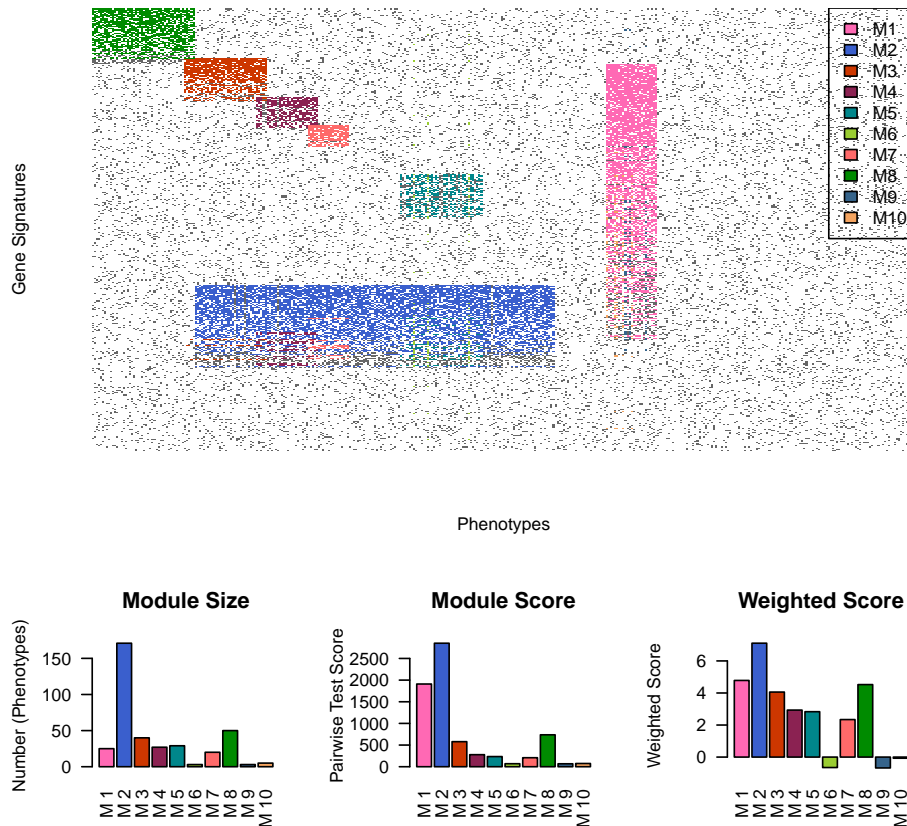 M1
M2
M3
M4
M5
M6
M7
M8
M9
M10
Gene Signatures
Phenotypes
Module Size
Number (Phenotypes)
150
100
50
0
M 1
M 2
M 3
M 4
M 5
M 6
M 7
M 8
M 9
M 10
Module Score
Pairwise Test Score
2500
2000
1500
1000
500
0
M 1
M 2
M 3
M 4
M 5
M 6
M 7
M 8
M 9
M 10
Weighted Score
Weighted Score
6
4
2
0
M 1
M 2
M 3
M 4
M 5
M 6
M 7
M 8
M 9
M 10